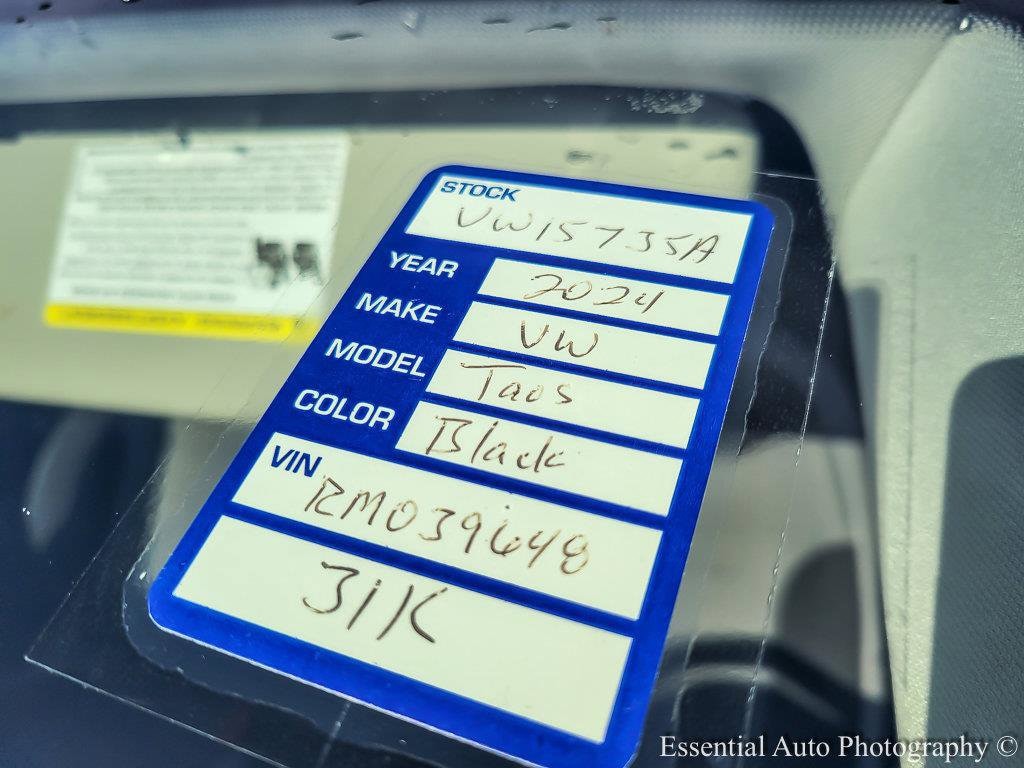 STOCK
VW15735A
YEAR 2024
MAKE VW
MODEL Taos
COLOR Black
VIN
RM039648
31K
Essential Auto Photography ©